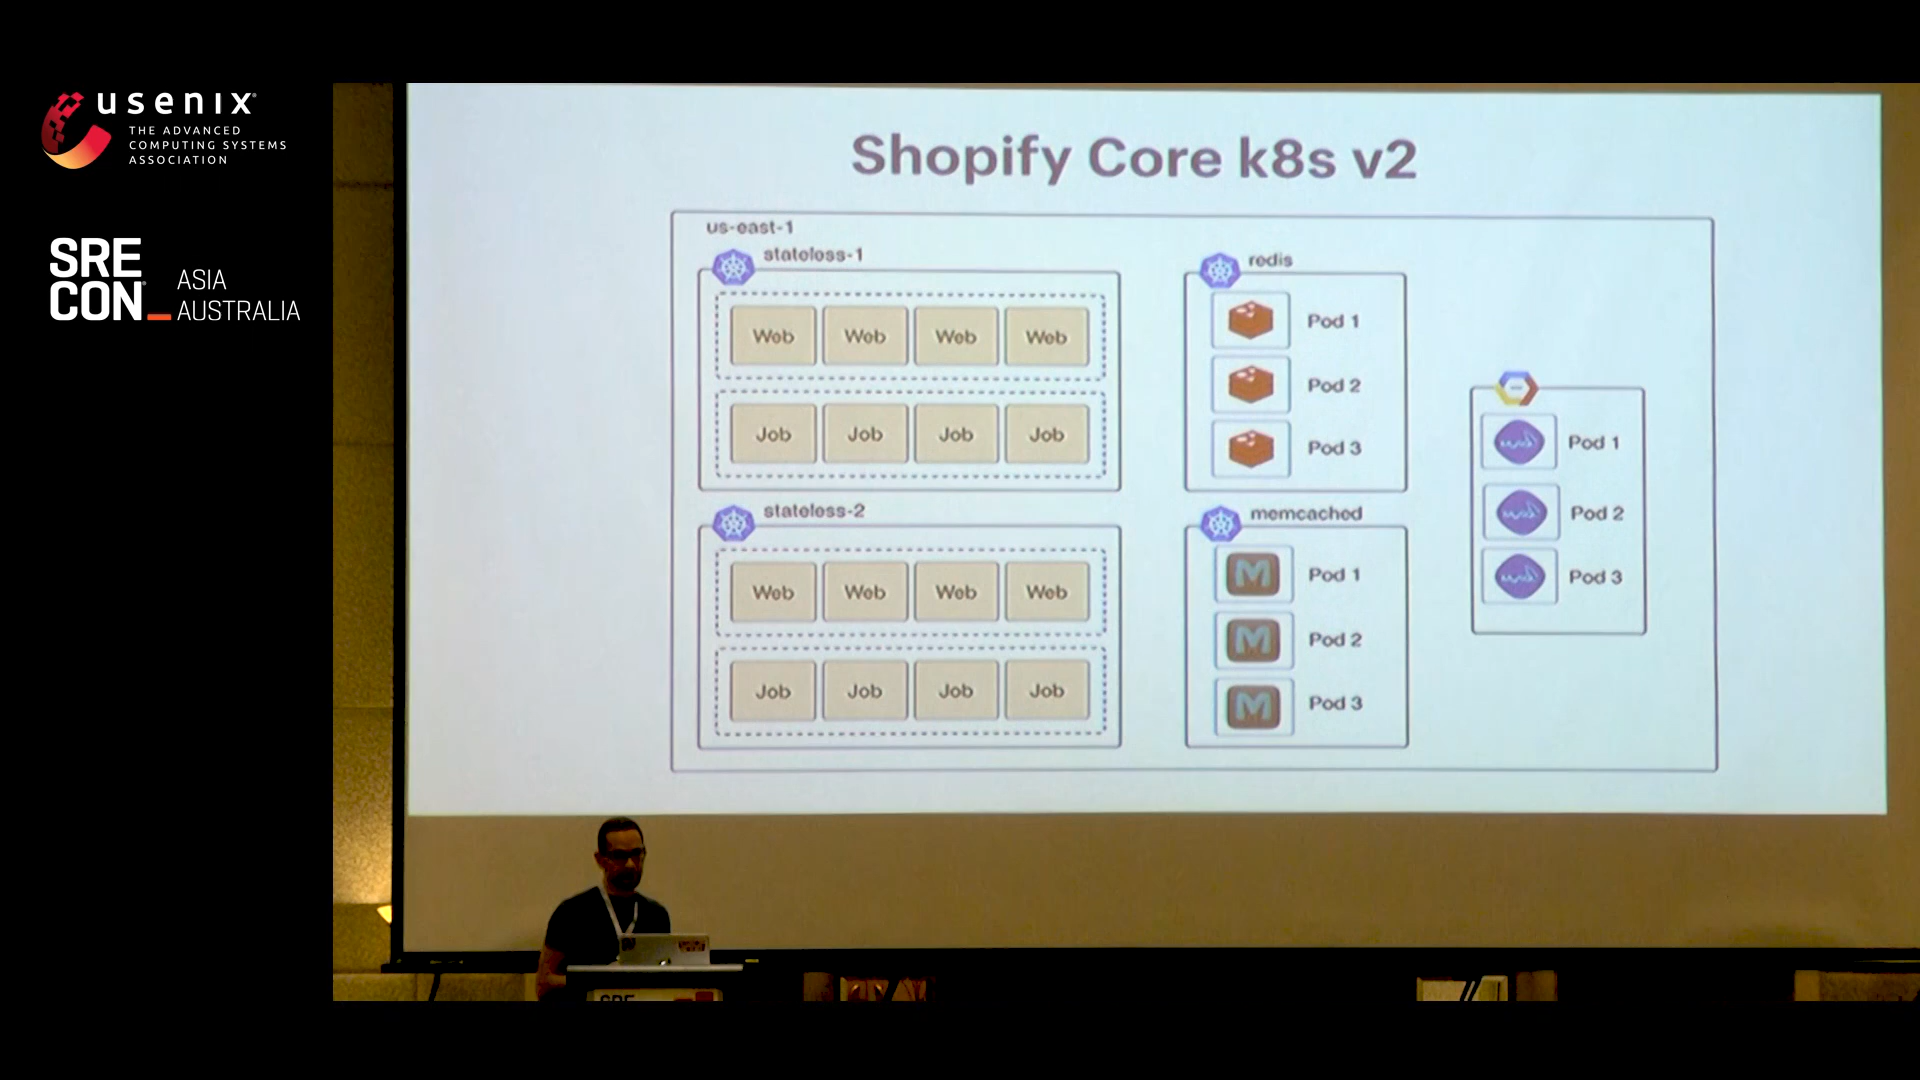 usenix
THE ADVANCED
COMPUTING SYSTEMS
ASSOCIATION
SRE
CON
ASIA
AUSTRALIA
Shopify Core k8s v2
us-east-1
stateless-1
Web Web Web Web
Job Job Job Job
stateless-2
Web Web Web Web
Job Job Job Job
redis
Pod 1
Pod 2
Pod 3
memcached
M Pod 1
M Pod 2
M Pod 3
Pod 1
Pod 2
Pod 3